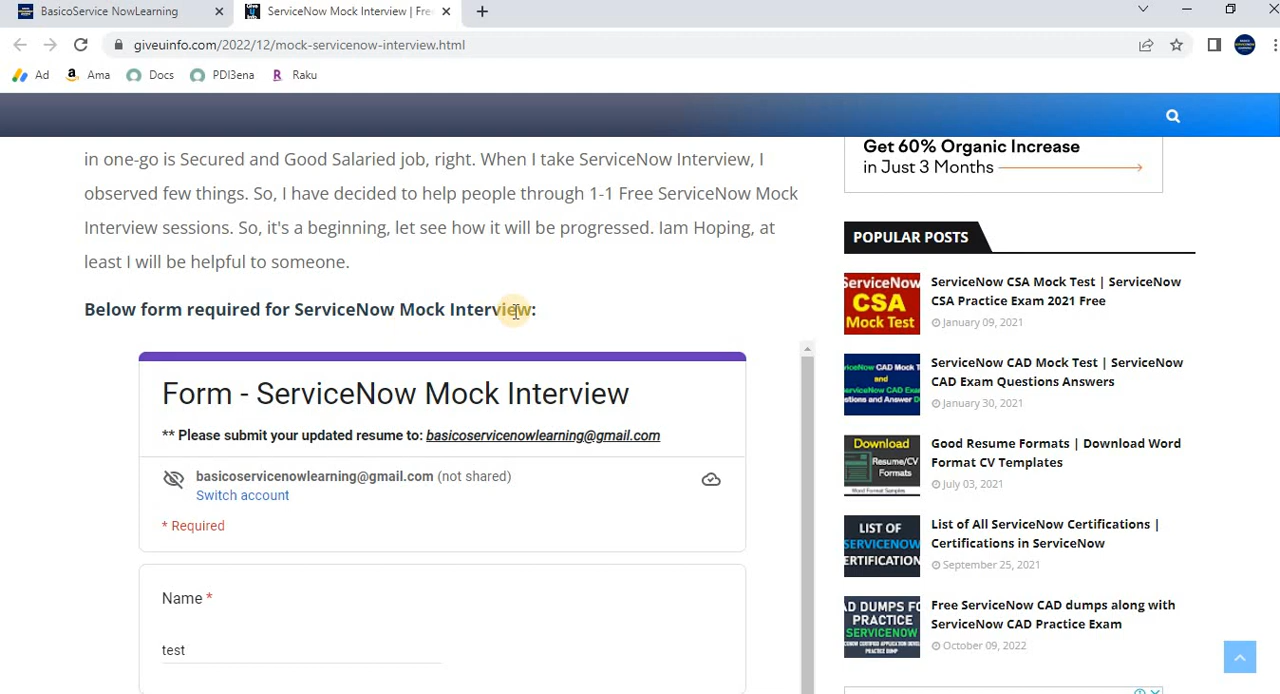 BasicoService NowLearning
ServiceNow Mock Interview | Fre
giveuinfo.com/2022/12/mock-servicenow-interview.html
Ad
Ama
Docs
PDI3ena
Raku
in one-go is Secured and Good Salaried job, right. When I take ServiceNow Interview, I
observed few things. So, I have decided to help people through 1-1 Free ServiceNow Mock
Interview sessions. So, it's a beginning, let see how it will be progressed. Iam Hoping, at
least I will be helpful to someone.
Below form required for ServiceNow Mock Interview:
Form - ServiceNow Mock Interview
** Please submit your updated resume to: basicoservicenowlearning@gmail.com
basicoservicenowlearning@gmail.com (not shared)
Switch account
* Required
Name *
test
Get 60% Organic Increase
in Just 3 Months
POPULAR POSTS
ServiceNow
CSA
Mock Test
ServiceNow CSA Mock Test | ServiceNow
CSA Practice Exam 2021 Free
January 09, 2021
ServiceNow CAD Mock Test | ServiceNow
CAD Exam Questions Answers
January 30, 2021
Download
Resume/CV
Formats
Good Resume Formats | Download Word
Format CV Templates
July 03, 2021
LIST OF
SERVICENOW
CERTIFICATION
List of All ServiceNow Certifications |
Certifications in ServiceNow
September 25, 2021
AD DUMPS FO
PRACTICE
SERVICENOW
Free ServiceNow CAD dumps along with
ServiceNow CAD Practice Exam
October 09, 2022